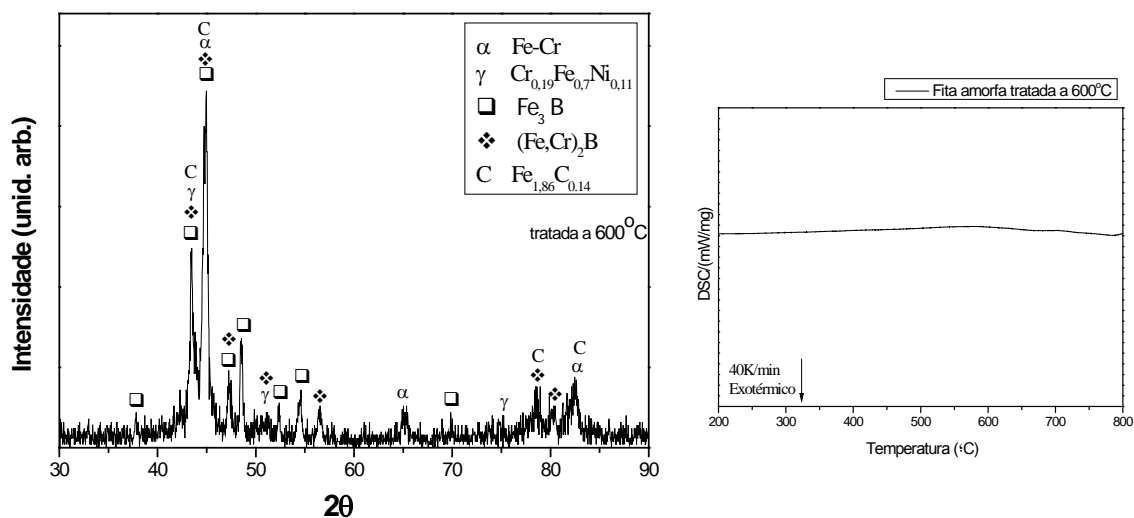 Intensidade (unid. arb.)
C
α
C
γ
α Fe-Cr
γ Cr0,19Fe0,7Ni0,11
Fe3 B
(Fe,Cr)2B
C Fe1,86C0.14
tratada a 600°C
γ
α
γ
C
C
α
30 40 50 60 70 80 90
2θ
Fita amorfa tratada a 600°C
DSC/(mW/mg)
40K/min
Exotérmico
200 300 400 500 600 700 800
Temperatura (°C)